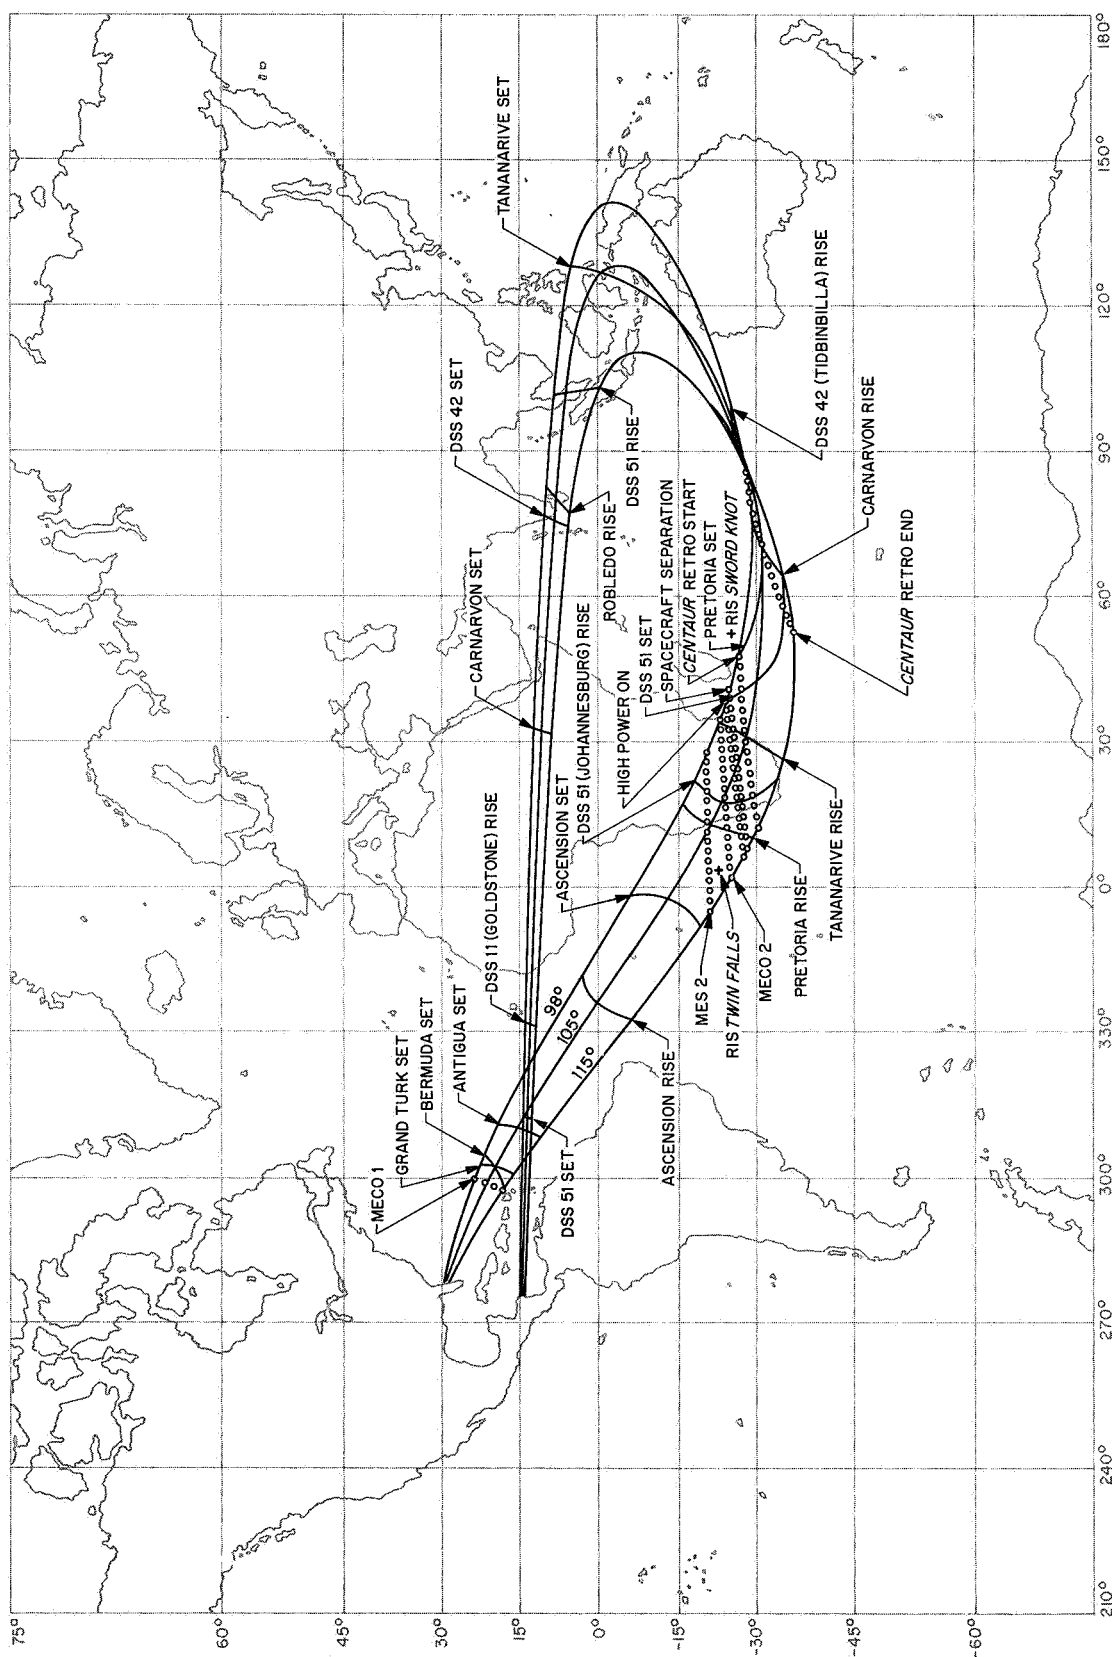 75°
60°
45°
MECO 1
GRAND TURK SET
BERMUDA SET
30°
DSS 42 SET
ANTIGUA SET
CARNARVON SET
DSS 11 (GOLDSTONE) RISE
TANANARIVE SET
15°
98°
ASCENSION SET
105°
DSS 51 SET
115°
DSS 51 (JOHANNESBURG) RISE
0°
ROBLEDO RISE
HIGH POWER ON
DSS 51 RISE
DSS 51 SET
SPACECRAFT SEPARATION
ASCENSION RISE
-15°
CENTAUR RETRO START
MES 2
PRETORIA SET
RIS SWORD KNOT
RIS TWIN FALLS
-30°
MECO 2
PRETORIA RISE
DSS 42 (TIDBINBILLA) RISE
TANANARIVE RISE
-45°
CARNARVON RISE
CENTAUR RETRO END
-60°
210° 240° 270° 300° 330° 0° 30° 60° 90° 120° 150° 180°